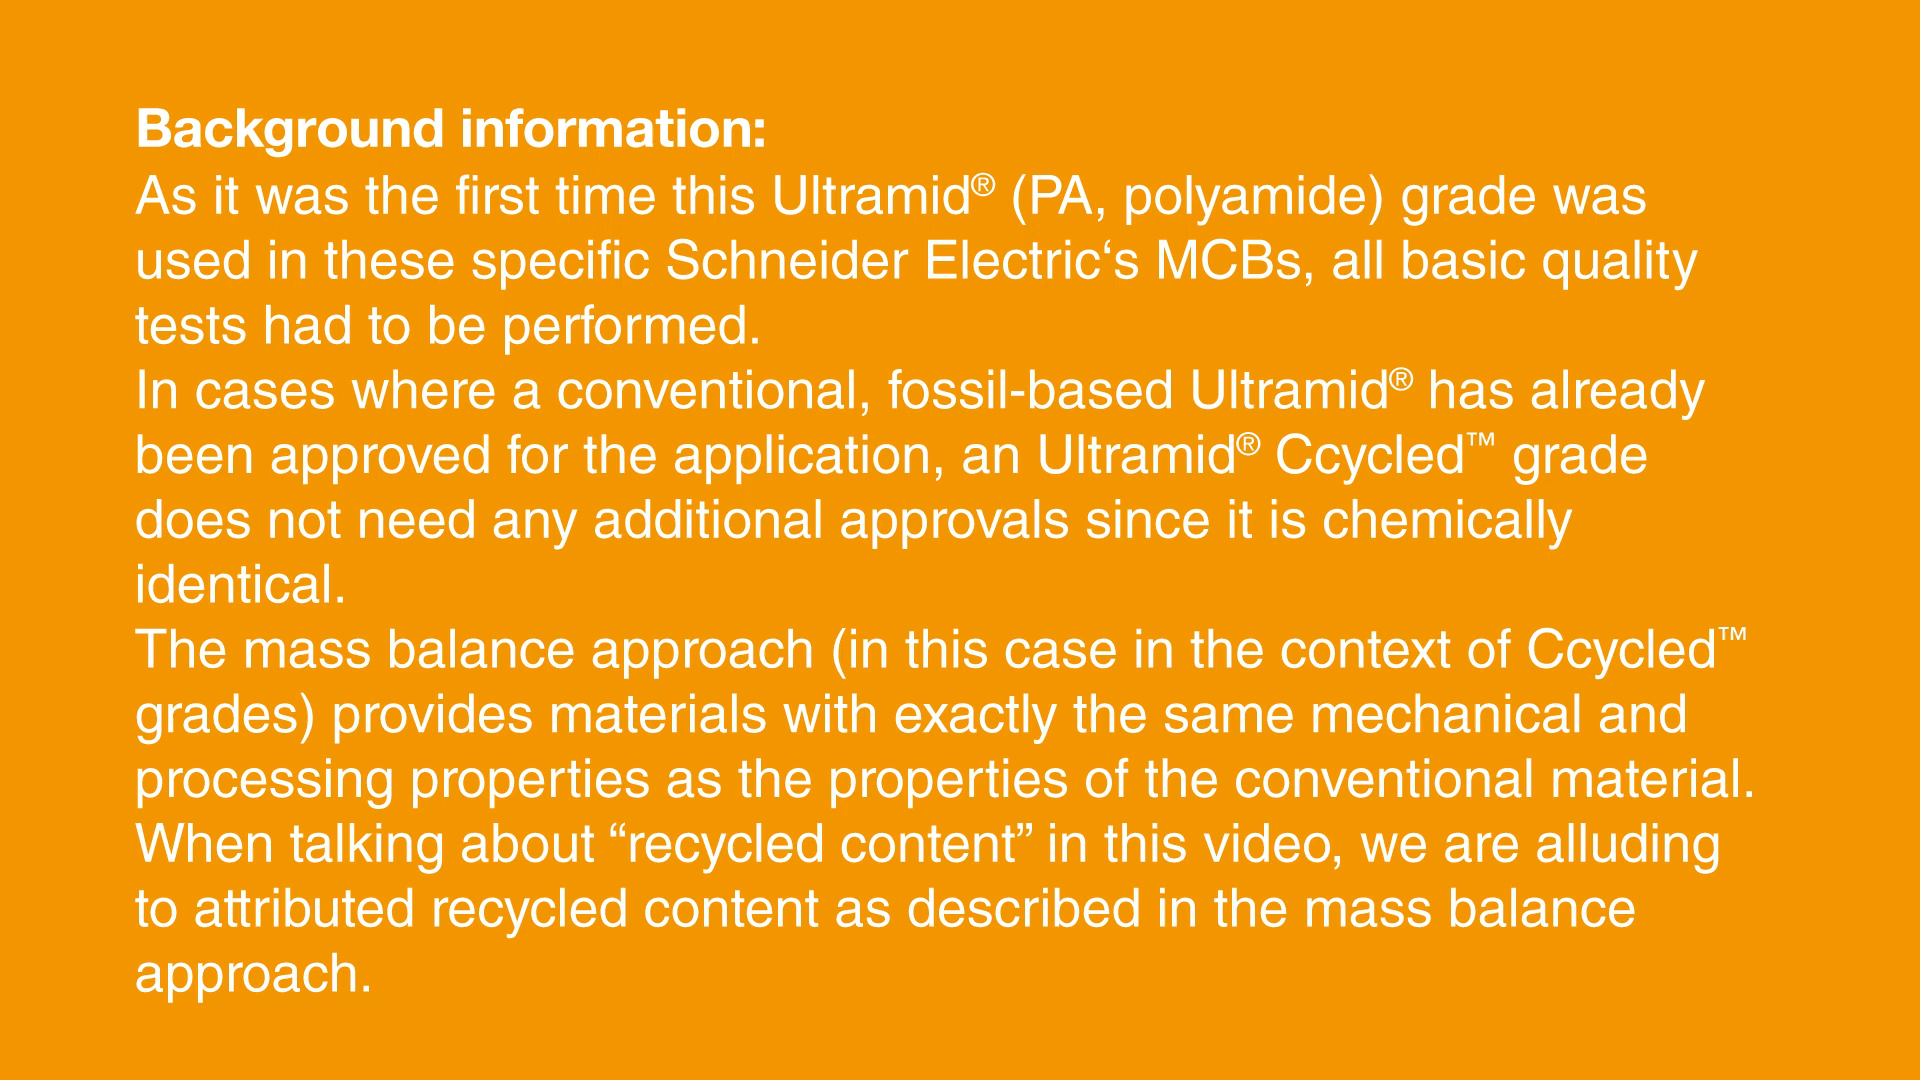 Background information:
As it was the first time this Ultramid® (PA, polyamide) grade was
used in these specific Schneider Electric‘s MCBs, all basic quality
tests had to be performed.
In cases where a conventional, fossil-based Ultramid® has already
been approved for the application, an Ultramid® Ccycled™ grade
does not need any additional approvals since it is chemically
identical.
The mass balance approach (in this case in the context of Ccycled™
grades) provides materials with exactly the same mechanical and
processing properties as the properties of the conventional material.
When talking about “recycled content” in this video, we are alluding
to attributed recycled content as described in the mass balance
approach.